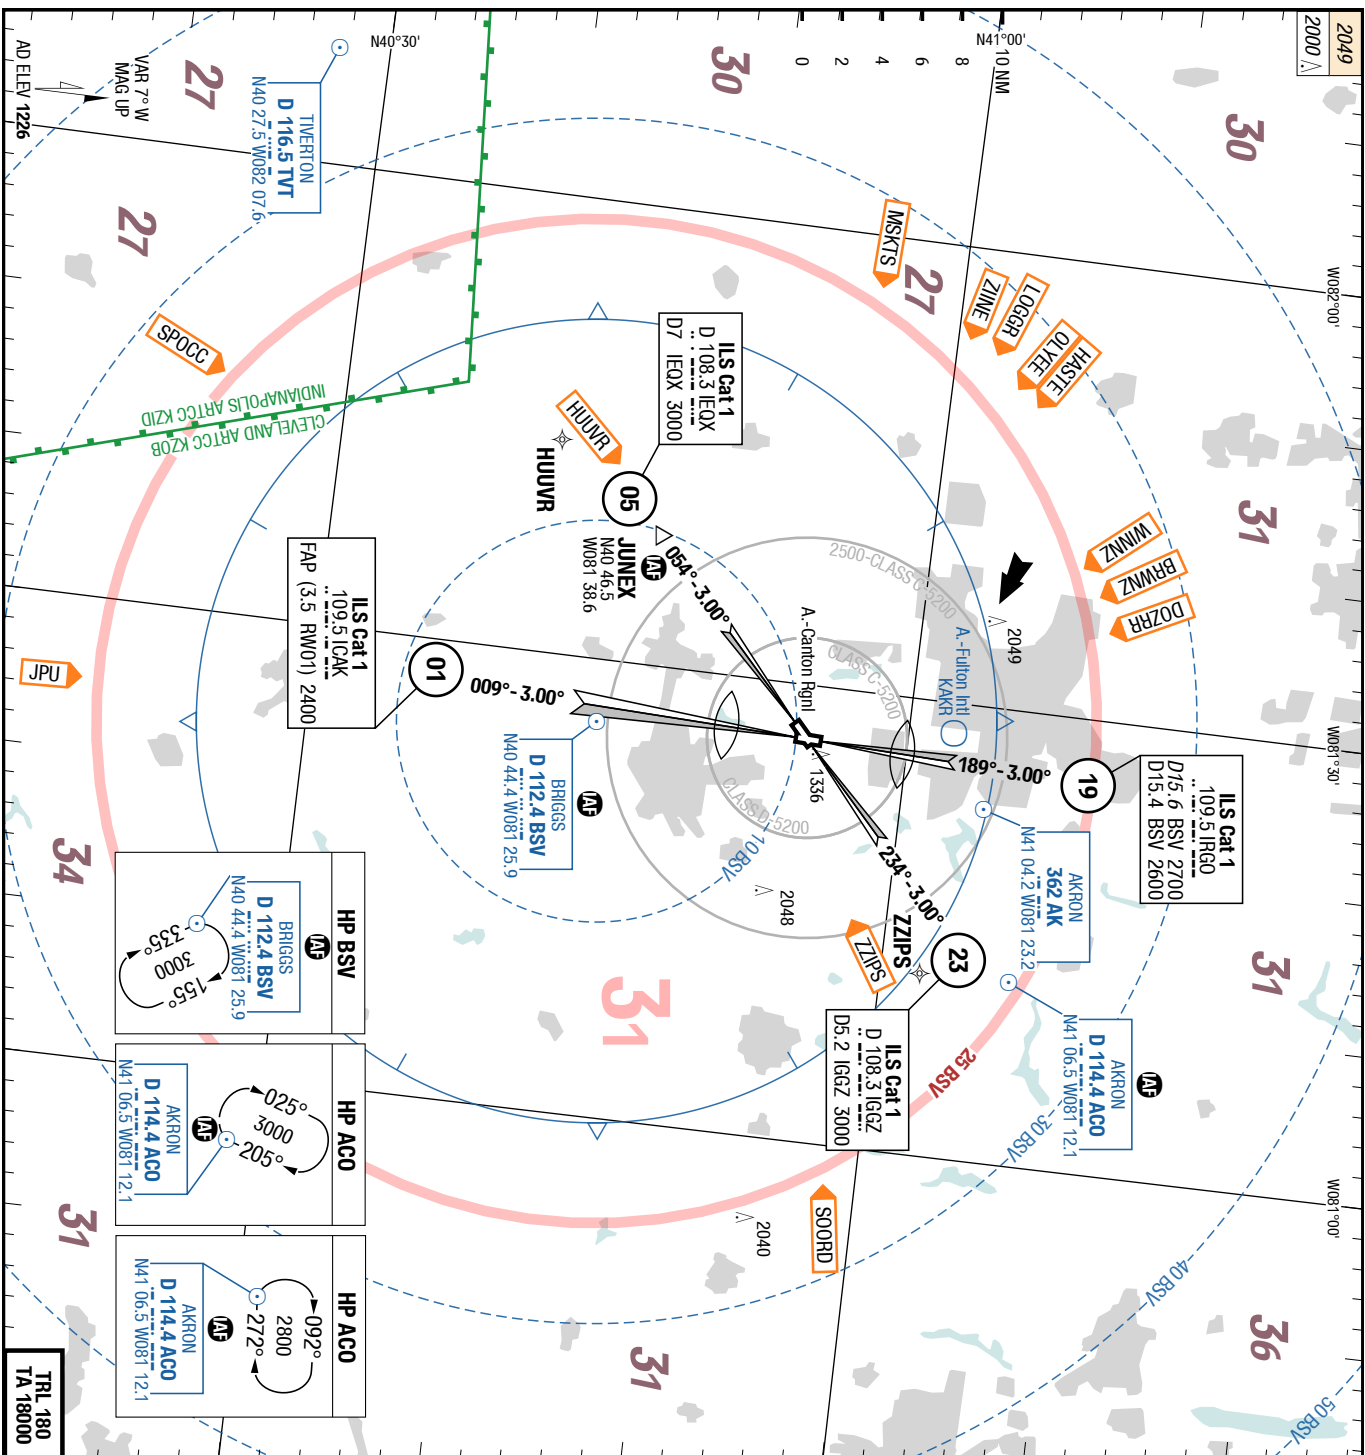 2049
2000
30
30
27
27
27
31
31
31
31
31
31
34
36
0
2
4
6
8
10 NM
N40°30'
N41°00'
W082°00'
W081°30'
W081°00'
VAR 7° W
MAG UP
AD ELEV 1226
TIVERTON
D 116.5 TVT
N40 27.5 W082 07.6
MSKTS
ZIINE
LOGGR
OLYEE
HASTE
WINNZ
BRWNZ
DOZRR
SPOCC
INDIANAPOLIS ARTCC KZID
CLEVELAND ARTCC KZOB
HUUVR
HUUVR
ILS Cat 1
D 108.3 IEQX
D7 IEQX 3000
05
JUNEX
N40 46.5
W081 38.6
IAF
054°-3.00°
2500-CLASS C-5200
CLASS C-5200
CLASS D-5200
A.-Canton Rgnl
A.-Fulton Intl
KAKR
2049
1336
2048
2040
JPU
ILS Cat 1
109.5 ICAK
FAP (3.5 RW01) 2400
01
009°-3.00°
BRIGGS
D 112.4 BSV
N40 44.4 W081 25.9
IAF
10 BSV
189°-3.00°
19
ILS Cat 1
109.5 IRGO
D15.6 BSV 2700
D15.4 BSV 2600
AKRON
362 AK
N41 04.2 W081 23.2
234°-3.00°
ZZIPS
ZZIPS
23
ILS Cat 1
D 108.3 IGGZ
D5.2 IGGZ 3000
AKRON
D 114.4 ACO
N41 06.5 W081 12.1
IAF
25 BSV
30 BSV
40 BSV
50 BSV
SOORD
HP BSV
IAF
BRIGGS
D 112.4 BSV
N40 44.4 W081 25.9
335°
3000
155°
HP ACO
025°
3000
205°
IAF
AKRON
D 114.4 ACO
N41 06.5 W081 12.1
HP ACO
092°
2800
272°
IAF
AKRON
D 114.4 ACO
N41 06.5 W081 12.1
TRL 180
TA 18000